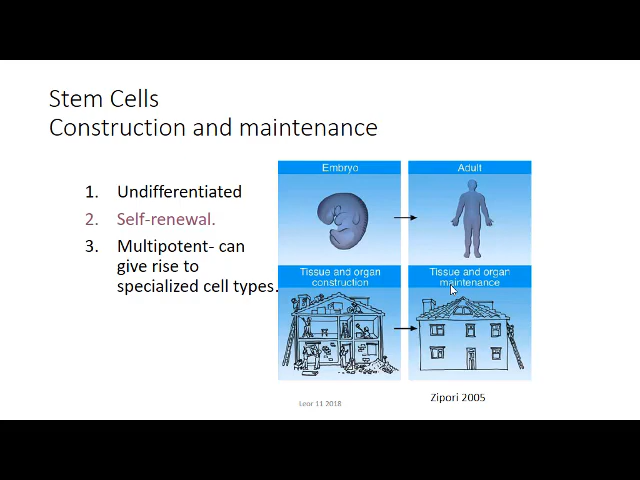 Stem Cells
Construction and maintenance
1. Undifferentiated
2. Self-renewal.
3. Multipotent- can
give rise to
specialized cell types.
Embryo
Adult
Tissue and organ
construction
Tissue and organ
maintenance
Leor 11 2018
Zipori 2005